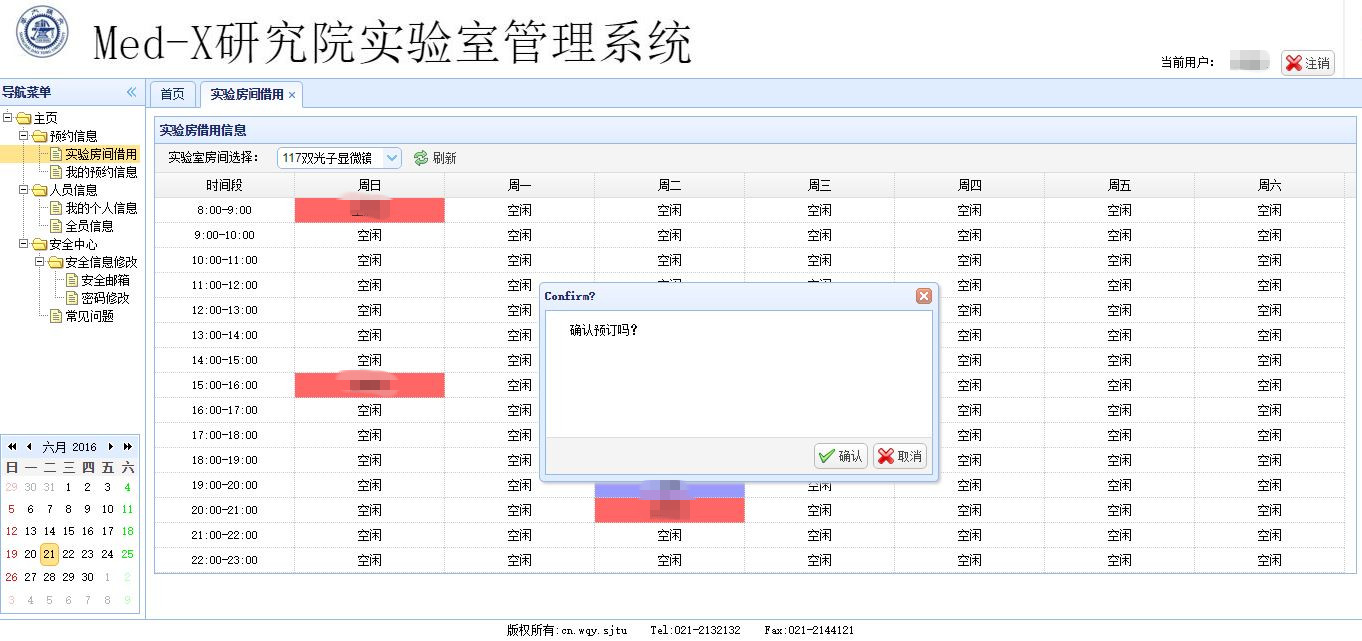 Med-X研究院实验室管理系统
当前用户： 注销
导航菜单
首页 实验房间借用
主页
预约信息
实验房间借用
我的预约信息
人员信息
我的个人信息
全员信息
安全中心
安全信息修改
安全邮箱
密码修改
常见问题
六月 2016
日 一 二 三 四 五 六
29 30 31 1 2 3 4
5 6 7 8 9 10 11
12 13 14 15 16 17 18
19 20 21 22 23 24 25
26 27 28 29 30 1 2
3 4 5 6 7 8 9
实验房借用信息
实验室房间选择： 117双光子显微镜 刷新
时间段 周日 周一 周二 周三 周四 周五 周六
8:00-9:00 空闲 空闲 空闲 空闲 空闲 空闲
9:00-10:00 空闲 空闲 空闲 空闲 空闲 空闲 空闲
10:00-11:00 空闲 空闲 空闲 空闲 空闲 空闲 空闲
11:00-12:00 空闲 空闲 空闲 空闲 空闲 空闲 空闲
12:00-13:00 空闲 空闲 空闲 空闲 空闲
13:00-14:00 空闲 空闲 空闲 空闲 空闲
14:00-15:00 空闲 空闲 空闲 空闲 空闲
15:00-16:00 空闲 空闲 空闲 空闲
16:00-17:00 空闲 空闲 空闲 空闲 空闲
17:00-18:00 空闲 空闲 空闲 空闲 空闲
18:00-19:00 空闲 空闲 空闲 空闲 空闲
19:00-20:00 空闲 空闲 空闲 空闲 空闲 空闲
20:00-21:00 空闲 空闲 空闲 空闲 空闲 空闲
21:00-22:00 空闲 空闲 空闲 空闲 空闲 空闲 空闲
22:00-23:00 空闲 空闲 空闲 空闲 空闲 空闲 空闲
Confirm?
确认预订吗?
确认 取消
版权所有:cn.wqy.sjtu Tel:021-2132132 Fax:021-2144121